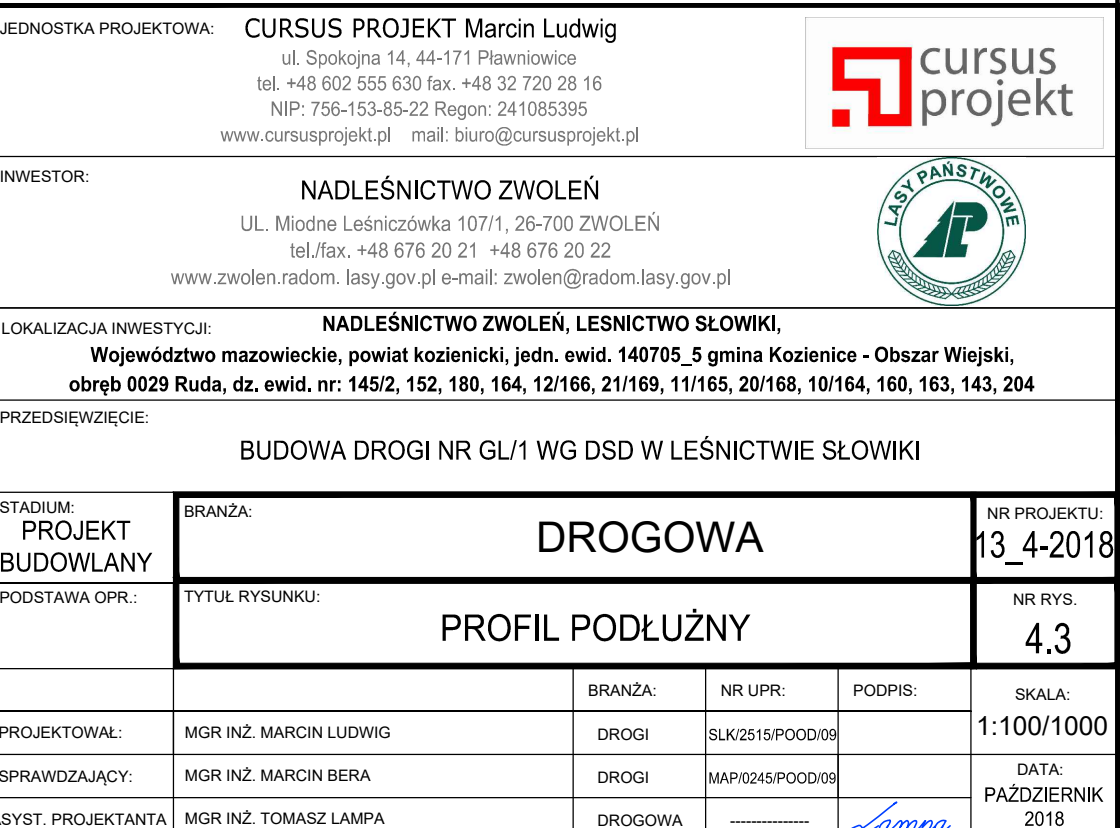 JEDNOSTKA PROJEKTOWA:
CURSUS PROJEKT Marcin Ludwig
ul. Spokojna 14, 44-171 Pławniowice
tel. +48 602 555 630 fax. +48 32 720 28 16
NIP: 756-153-85-22 Regon: 241085395
www.cursusprojekt.pl mail: biuro@cursusprojekt.pl
cursus
projekt
INWESTOR:
NADLEŚNICTWO ZWOLEŃ
UL. Miodne Leśniczówka 107/1, 26-700 ZWOLEŃ
tel./fax. +48 676 20 21 +48 676 20 22
www.zwolen.radom. lasy.gov.pl e-mail: zwolen@radom.lasy.gov.pl
LASY PAŃSTWOWE
LOKALIZACJA INWESTYCJI:
NADLEŚNICTWO ZWOLEŃ, LESNICTWO SŁOWIKI,
Województwo mazowieckie, powiat kozienicki, jedn. ewid. 140705_5 gmina Kozienice - Obszar Wiejski,
obręb 0029 Ruda, dz. ewid. nr: 145/2, 152, 180, 164, 12/166, 21/169, 11/165, 20/168, 10/164, 160, 163, 143, 204
PRZEDSIĘWZIĘCIE:
BUDOWA DROGI NR GL/1 WG DSD W LEŚNICTWIE SŁOWIKI
STADIUM:
PROJEKT
BUDOWLANY
BRANŻA:
DROGOWA
NR PROJEKTU:
13_4-2018
PODSTAWA OPR.:
TYTUŁ RYSUNKU:
PROFIL PODŁUŻNY
NR RYS.
4.3
BRANŻA:
NR UPR:
PODPIS:
SKALA:
1:100/1000
PROJEKTOWAŁ:
MGR INŻ. MARCIN LUDWIG
DROGI
SLK/2515/POOD/09
SPRAWDZAJĄCY:
MGR INŻ. MARCIN BERA
DROGI
MAP/0245/POOD/09
DATA:
PAŹDZIERNIK
2018
ASYST. PROJEKTANTA
MGR INŻ. TOMASZ LAMPA
DROGOWA
---------------
Lampa